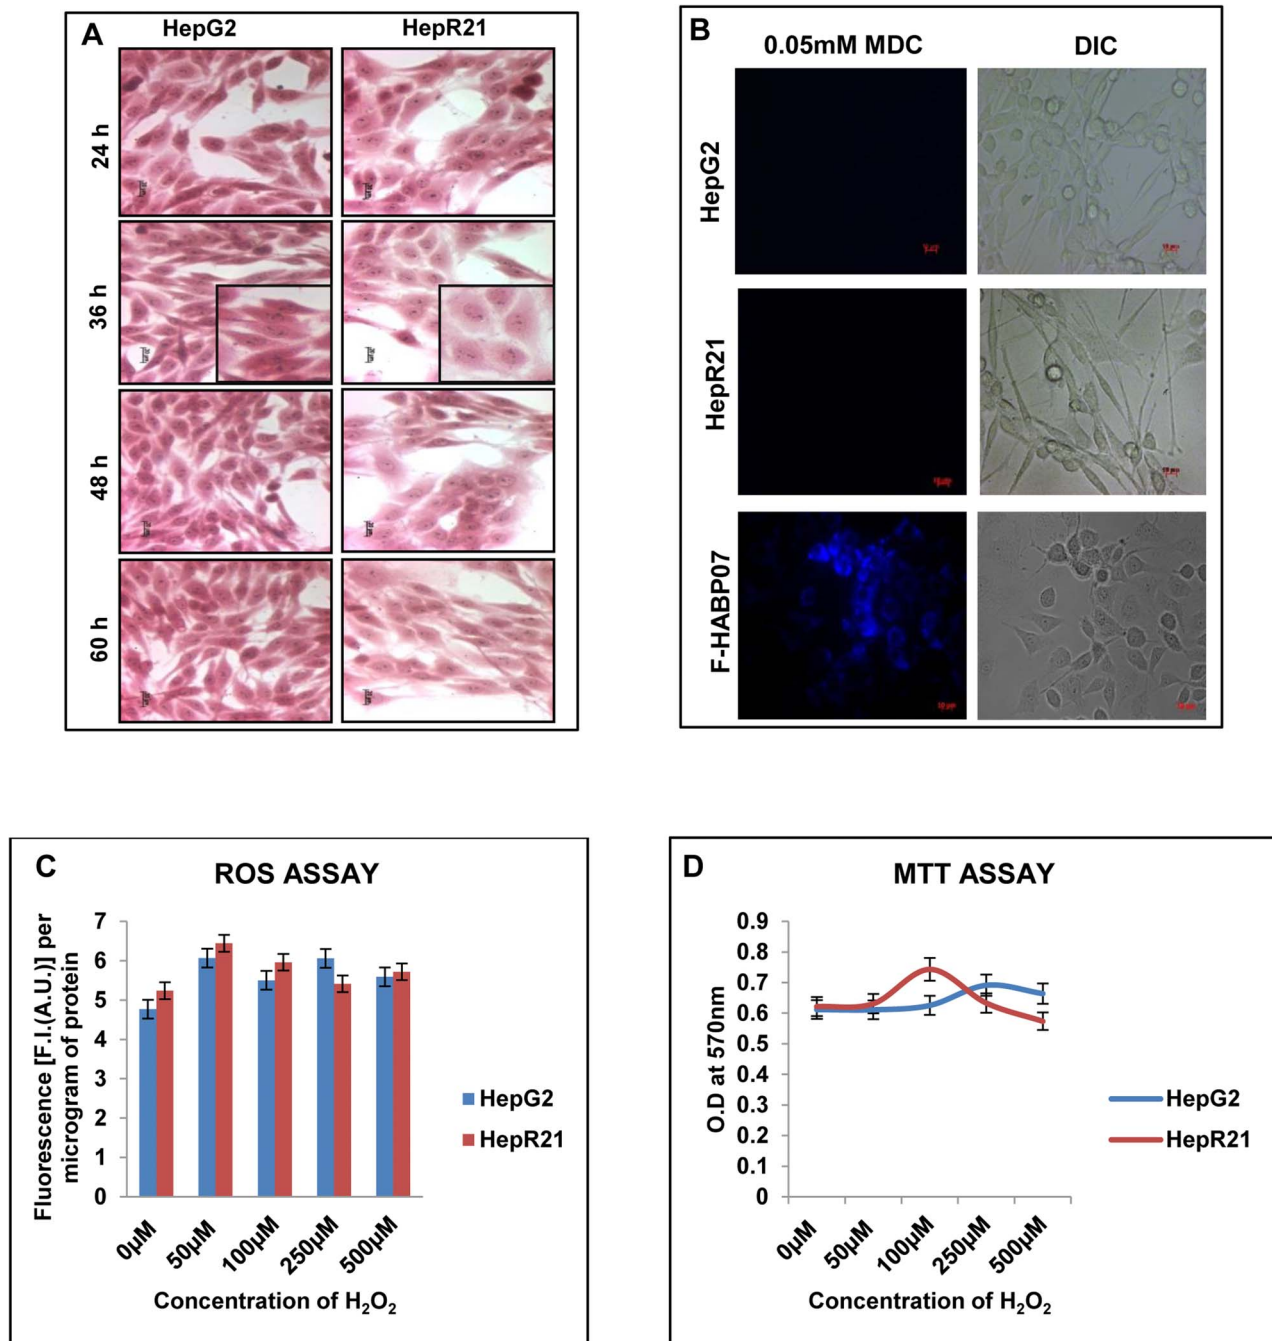 A
HepG2
HepR21
24 h
36 h
48 h
60 h
B
0.05mM MDC
DIC
HepG2
HepR21
F-HABP07
C
ROS ASSAY
Fluorescence [F.I.(A.U.)] per
microgram of protein
7
6
5
4
3
2
1
0
0µM
50µM
100µM
250µM
500µM
Concentration of H₂O₂
HepG2
HepR21
D
MTT ASSAY
O.D at 570nm
0.9
0.8
0.7
0.6
0.5
0.4
0.3
0.2
0.1
0
0µM
50µM
100µM
250µM
500µM
Concentration of H₂O₂
HepG2
HepR21